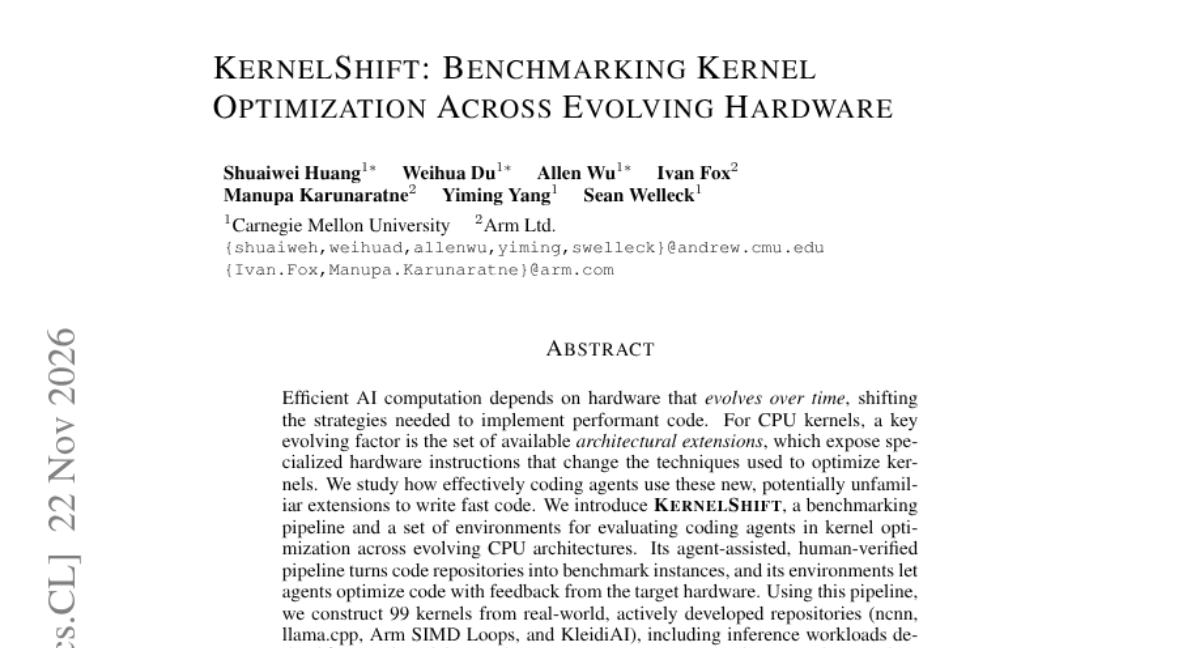 KERNELSHIFT: BENCHMARKING KERNEL
OPTIMIZATION ACROSS EVOLVING HARDWARE
Shuaiwei Huang1* Weihua Du1* Allen Wu1* Ivan Fox2
Manupa Karunaratne2 Yiming Yang1 Sean Welleck1
1Carnegie Mellon University 2Arm Ltd.
{shuaiweh,weihuad,allenwu,yiming,swelleck}@andrew.cmu.edu
{Ivan.Fox,Manupa.Karunaratne}@arm.com
ABSTRACT
Efficient AI computation depends on hardware that evolves over time, shifting
the strategies needed to implement performant code. For CPU kernels, a key
evolving factor is the set of available architectural extensions, which expose spe-
cialized hardware instructions that change the techniques used to optimize ker-
nels. We study how effectively coding agents use these new, potentially unfamil-
iar extensions to write fast code. We introduce KERNELSHIFT, a benchmarking
pipeline and a set of environments for evaluating coding agents in kernel opti-
mization across evolving CPU architectures. Its agent-assisted, human-verified
pipeline turns code repositories into benchmark instances, and its environments let
agents optimize code with feedback from the target hardware. Using this pipeline,
we construct 99 kernels from real-world, actively developed repositories (ncnn,
llama.cpp, Arm SIMD Loops, and KleidiAI), including inference workloads de-
cs.CL] 22 Nov 2026